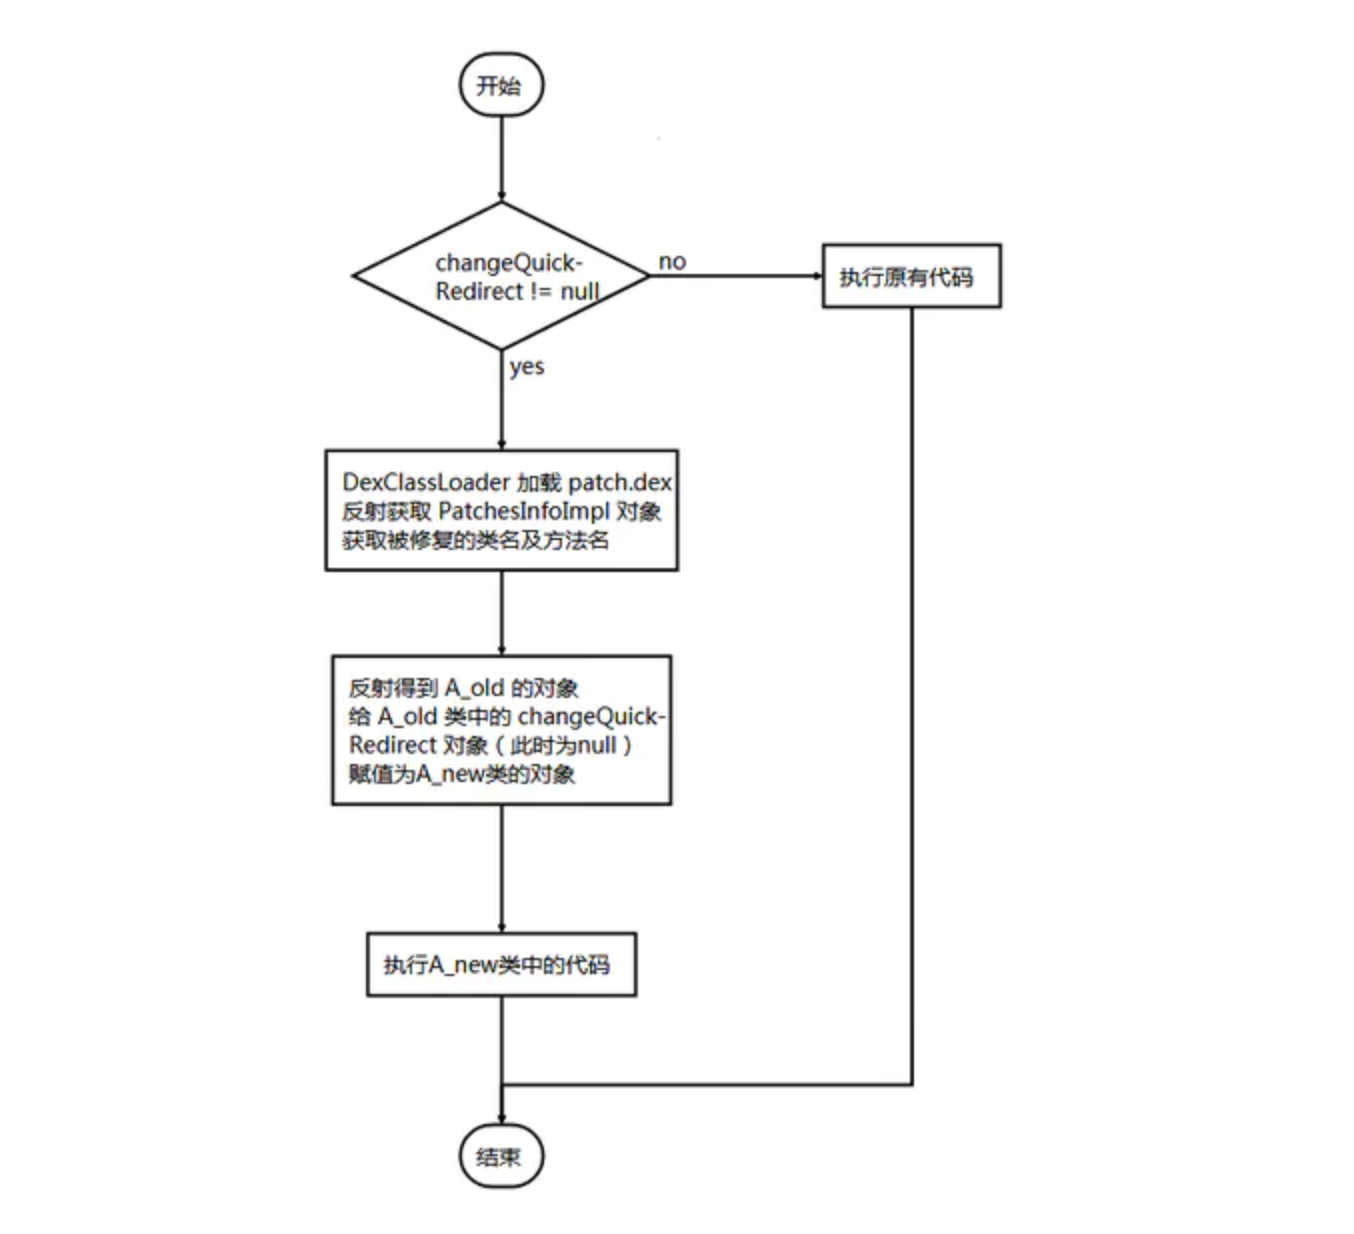 开始
changeQuick-
Redirect != null
no
执行原有代码
yes
DexClassLoader 加载 patch.dex
反射获取 PatchesInfoImpl 对象
获取被修复的类名及方法名
反射得到 A_old 的对象
给 A_old 类中的 changeQuick-
Redirect 对象（此时为null）
赋值为A_new类的对象
执行A_new类中的代码
结束